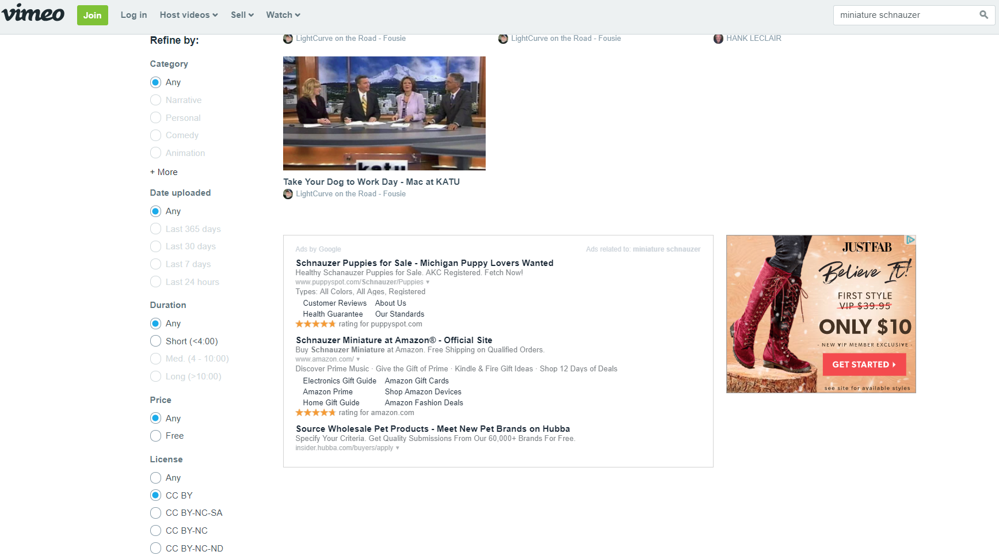 vimeo
Join
Log in
Host videos
Sell
Watch
miniature schnauzer
Refine by:
Category
Any
Narrative
Personal
Comedy
Animation
+ More
Date uploaded
Any
Last 365 days
Last 30 days
Last 7 days
Last 24 hours
Duration
Any
Short (<4:00)
Med. (4 - 10:00)
Long (>10:00)
Price
Any
Free
License
Any
CC BY
CC BY-NC-SA
CC BY-NC
CC BY-NC-ND
LightCurve on the Road - Fousie
LightCurve on the Road - Fousie
HANK LECLAIR
katu
Take Your Dog to Work Day - Mac at KATU
LightCurve on the Road - Fousie
Ads by Google
Ads related to: miniature schnauzer
Schnauzer Puppies for Sale - Michigan Puppy Lovers Wanted
Healthy Schanauzer Puppies for Sale. AKC Registered. Fetch Now!
www.puppyspot.com/Schnauzer/Puppies ▼
Types: All Colors, All Ages, Registered
Customer Reviews About Us
Health Guarantee Our Standards
rating for puppyspot.com
Schnauzer Miniature at Amazon® - Official Site
Buy Schnauzer Miniature at Amazon. Free Shipping on Qualified Orders.
www.amazon.com/ ▼
Discover Prime Music · Give the Gift of Prime · Kindle & Fire Gift Ideas · Shop 12 Days of Deals
Electronics Gift Guide Amazon Gift Cards
Amazon Prime Shop Amazon Devices
Home Gift Guide Amazon Fashion Deals
rating for amazon.com
Source Wholesale Pet Products - Meet New Pet Brands on Hubba
Specify Your Criteria. Get Quality Submissions From Our 60,000+ Brands For Free.
insider.hubba.com/buyers/apply ▼
JUSTFAB
Believe It!
FIRST STYLE
VIP $39.95
ONLY $10
- NEW VIP MEMBER EXCLUSIVE -
GET STARTED
see site for available styles